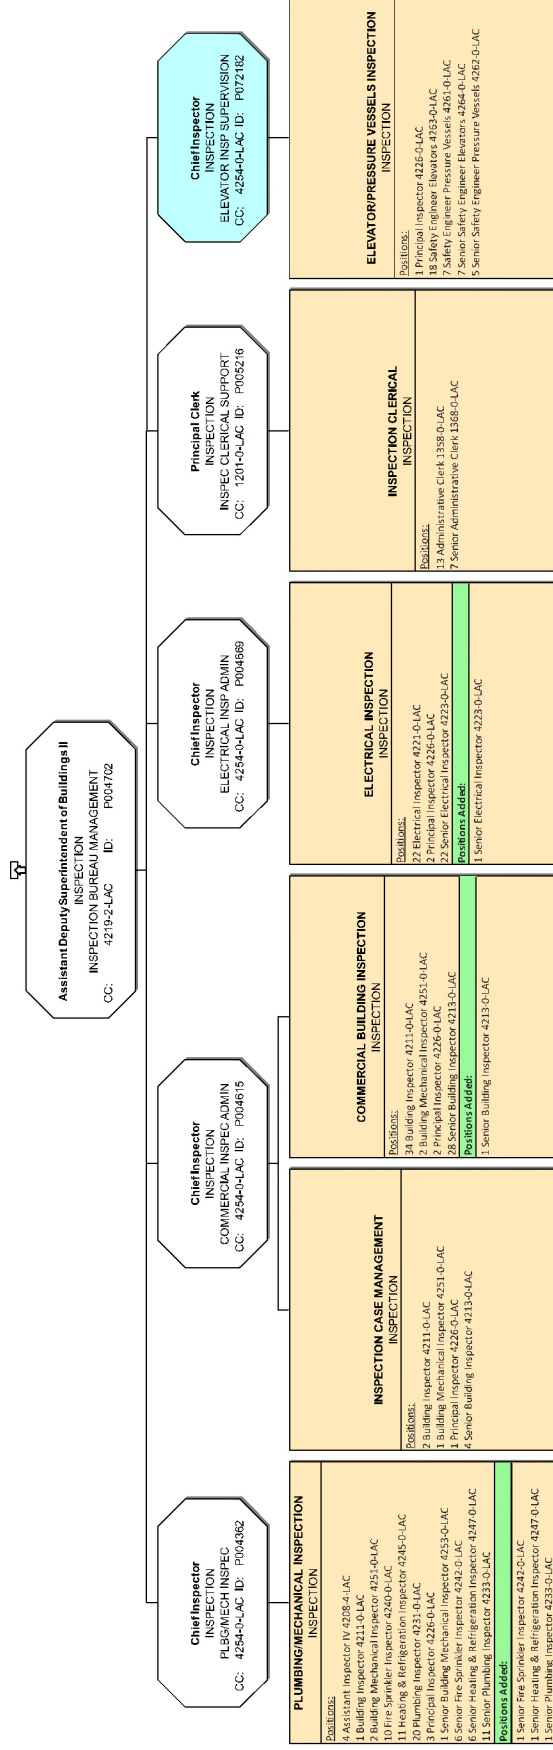 Assistant Deputy Superintendent of Buildings II
INSPECTION
INSPECTION BUREAU MANAGEMENT
CC: 4219-2-LAC ID: P004702
Chief Inspector
INSPECTION
PLBG/MECH INSPEC
CC: 4254-0-LAC ID: P004362
Chief Inspector
INSPECTION
COMMERCIAL INSPEC ADMIN
CC: 4254-0-LAC ID: P004615
Chief Inspector
INSPECTION
ELECTRICAL INSP ADMIN
CC: 4254-0-LAC ID: P004669
Principal Clerk
INSPECTION
INSPEC CLERICAL SUPPORT
CC: 1201-0-LAC ID: P005216
Chief Inspector
INSPECTION
ELEVATOR INSP SUPERVISION
CC: 4254-0-LAC ID: P072182
PLUMBING/MECHANICAL INSPECTION
INSPECTION
Positions:
4 Assistant Inspector IV 4208-4-LAC
1 Building Inspector 4211-0-LAC
2 Building Mechanical Inspector 4251-0-LAC
10 Fire Sprinkler Inspector 4240-0-LAC
11 Heating & Refrigeration Inspector 4245-0-LAC
20 Plumbing Inspector 4231-0-LAC
3 Principal Inspector 4226-0-LAC
1 Senior Building Mechanical Inspector 4253-0-LAC
6 Senior Fire Sprinkler Inspector 4242-0-LAC
6 Senior Heating & Refrigeration Inspector 4247-0-LAC
11 Senior Plumbing Inspector 4233-0-LAC
Positions Added:
1 Senior Fire Sprinkler Inspector 4242-0-LAC
1 Senior Heating & Refrigeration Inspector 4247-0-LAC
1 Senior Plumbing Inspector 4233-0-LAC
INSPECTION CASE MANAGEMENT
INSPECTION
Positions:
2 Building Inspector 4211-0-LAC
1 Building Mechanical Inspector 4251-0-LAC
1 Principal Inspector 4226-0-LAC
4 Senior Building Inspector 4213-0-LAC
COMMERCIAL BUILDING INSPECTION
INSPECTION
Positions:
34 Building Inspector 4211-0-LAC
2 Building Mechanical Inspector 4251-0-LAC
2 Principal Inspector 4226-0-LAC
28 Senior Building Inspector 4213-0-LAC
Positions Added:
1 Senior Building Inspector 4213-0-LAC
ELECTRICAL INSPECTION
INSPECTION
Positions:
22 Electrical Inspector 4221-0-LAC
2 Principal Inspector 4226-0-LAC
22 Senior Electrical Inspector 4223-0-LAC
Positions Added:
1 Senior Electrical Inspector 4223-0-LAC
INSPECTION CLERICAL
INSPECTION
Positions:
13 Administrative Clerk 1358-0-LAC
7 Senior Administrative Clerk 1368-0-LAC
ELEVATOR/PRESSURE VESSELS INSPECTION
INSPECTION
Positions:
1 Principal Inspector 4226-0-LAC
18 Safety Engineer Elevators 4263-0-LAC
7 Safety Engineer Pressure Vessels 4261-0-LAC
7 Senior Safety Engineer Elevators 4264-0-LAC
5 Senior Safety Engineer Pressure Vessels 4262-0-LAC